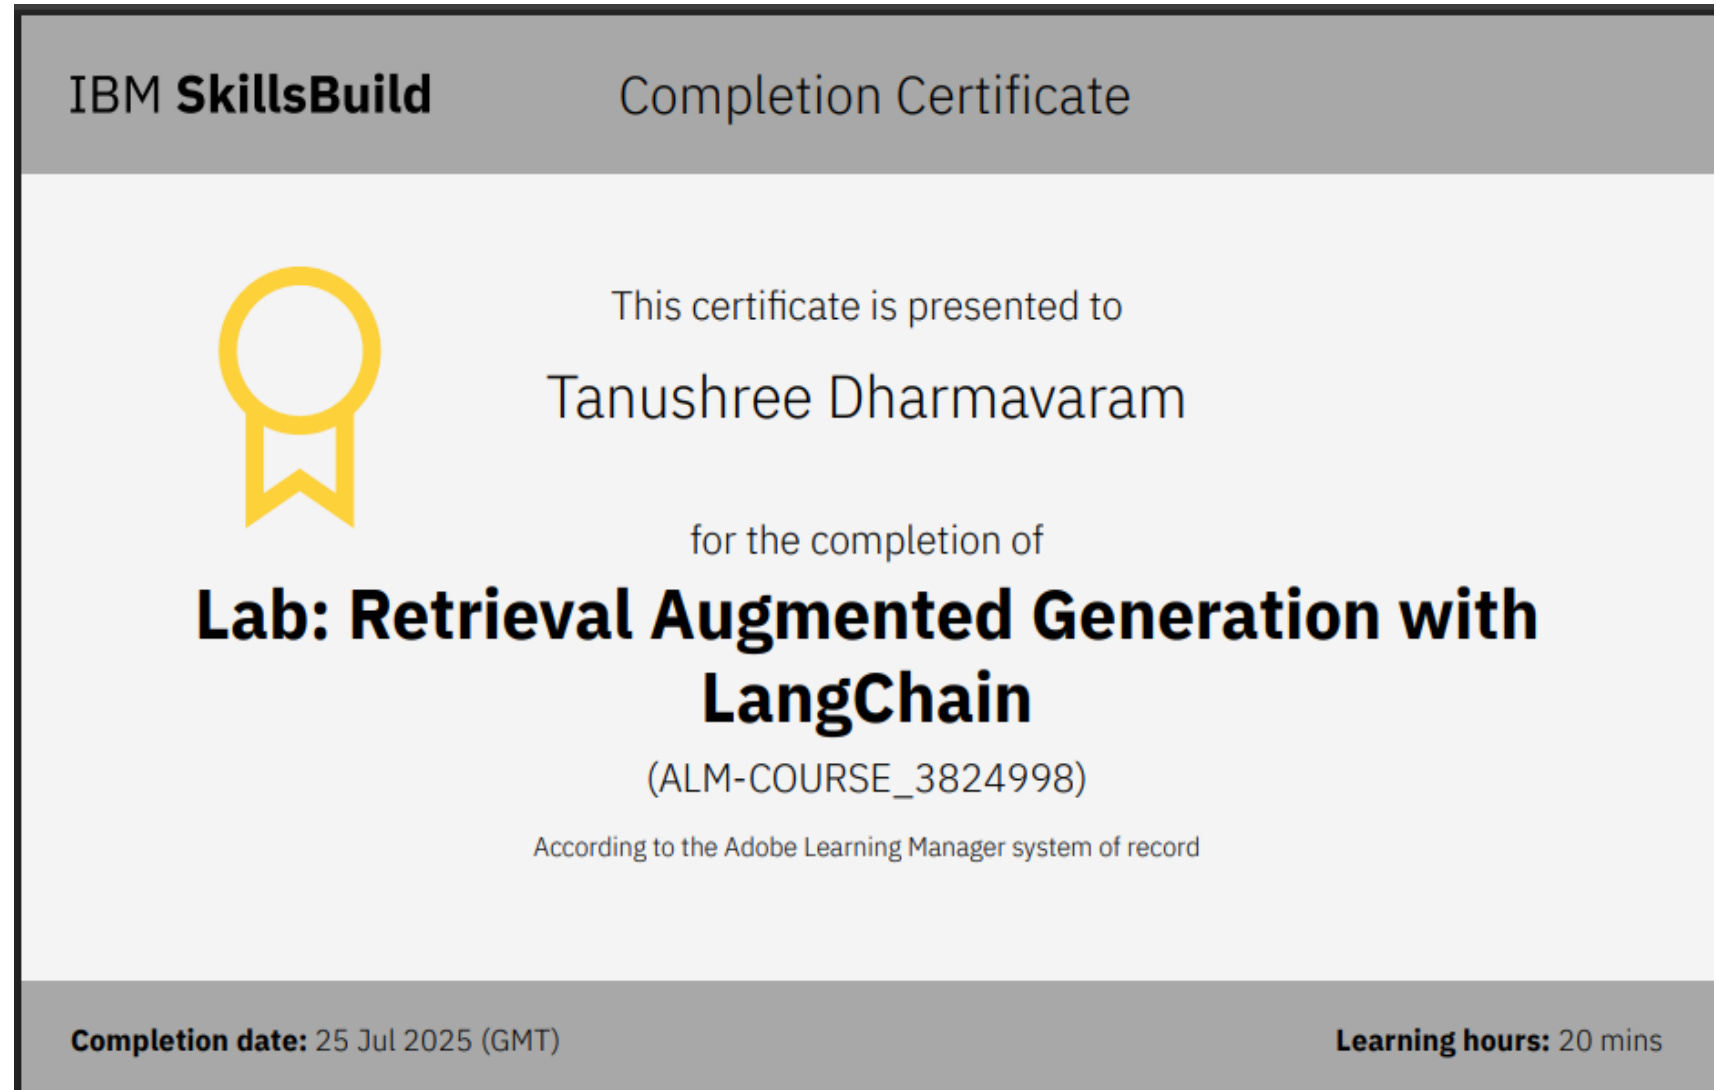 IBM SkillsBuild
Completion Certificate
This certificate is presented to
Tanushree Dharmavaram
for the completion of
Lab: Retrieval Augmented Generation with
LangChain
(ALM-COURSE_3824998)
According to the Adobe Learning Manager system of record
Completion date: 25 Jul 2025 (GMT)
Learning hours: 20 mins